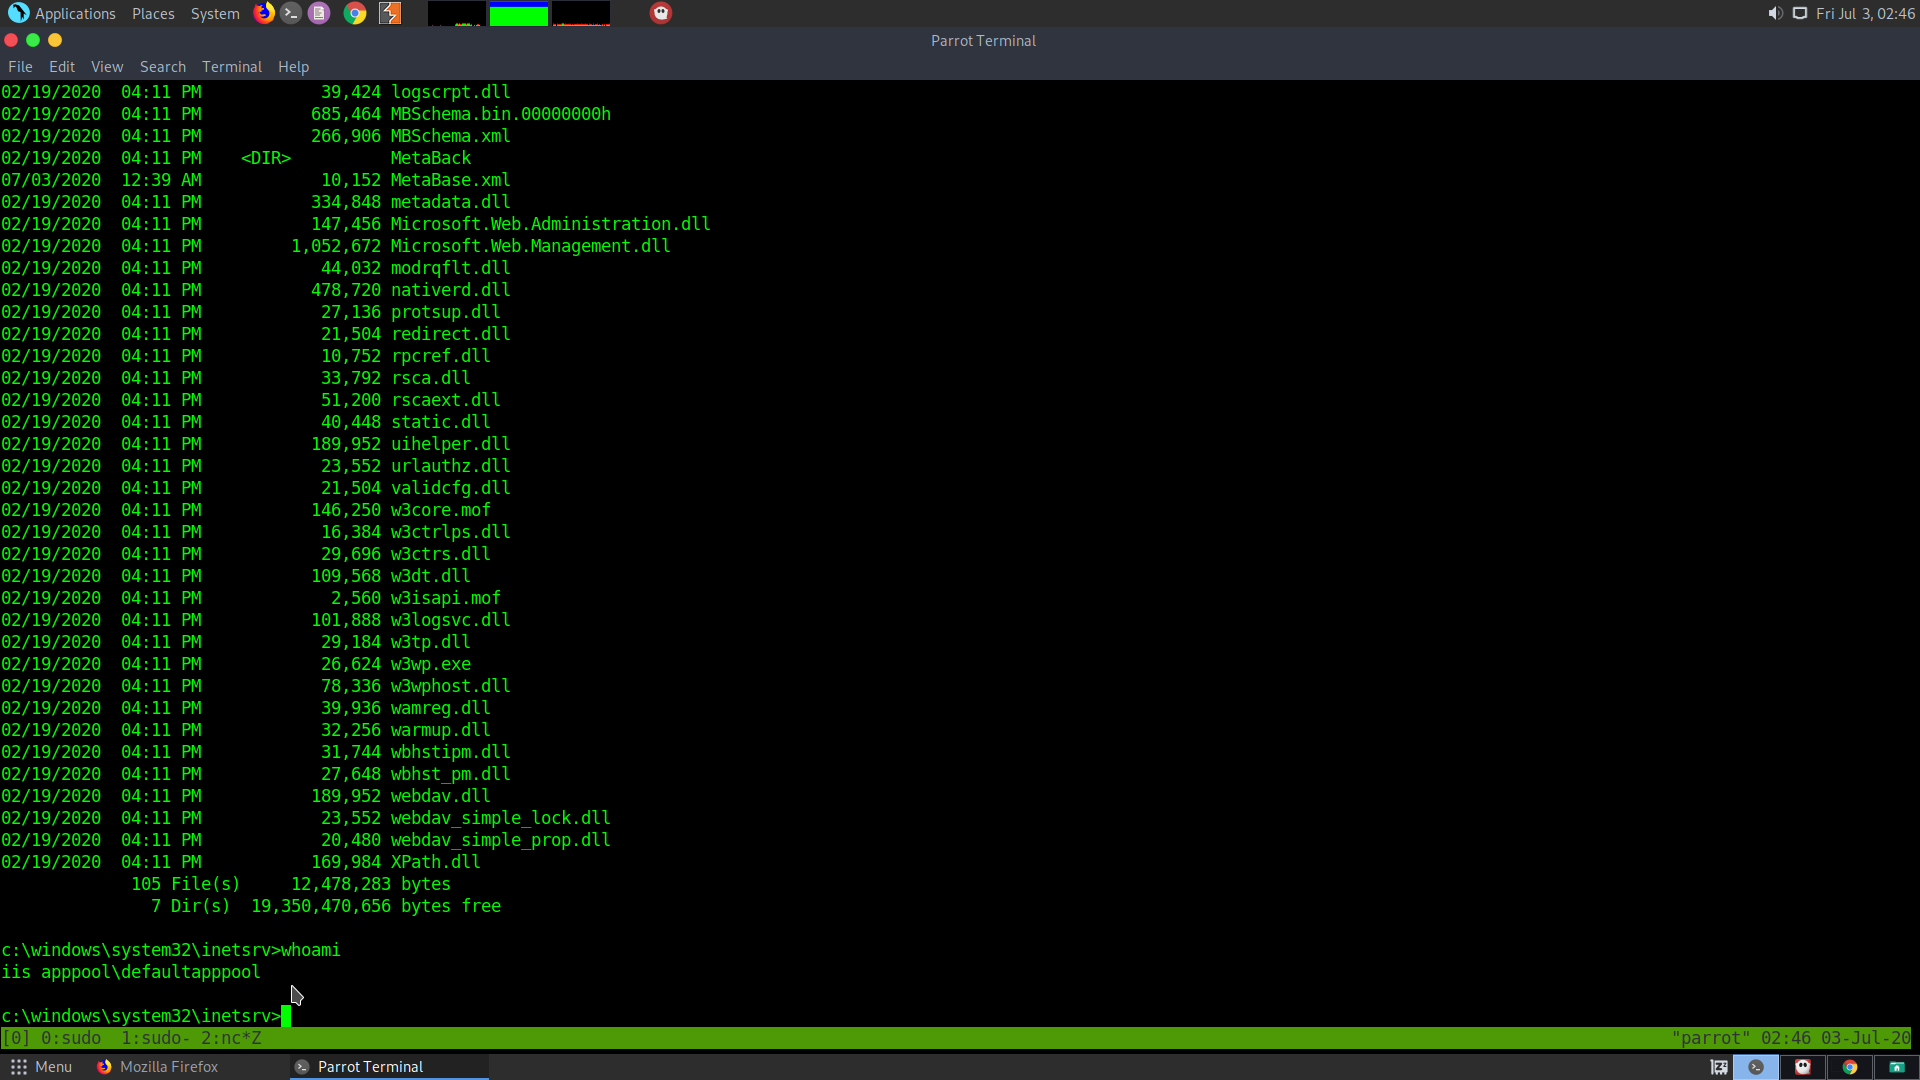 Applications Places System Fri Jul 3, 02:46
Parrot Terminal
File Edit View Search Terminal Help
02/19/2020  04:11 PM            39,424 logscrpt.dll
02/19/2020  04:11 PM           685,464 MBSchema.bin.00000000h
02/19/2020  04:11 PM           266,906 MBSchema.xml
02/19/2020  04:11 PM    <DIR>          MetaBack
07/03/2020  12:39 AM            10,152 MetaBase.xml
02/19/2020  04:11 PM           334,848 metadata.dll
02/19/2020  04:11 PM           147,456 Microsoft.Web.Administration.dll
02/19/2020  04:11 PM         1,052,672 Microsoft.Web.Management.dll
02/19/2020  04:11 PM            44,032 modrqflt.dll
02/19/2020  04:11 PM           478,720 nativerd.dll
02/19/2020  04:11 PM            27,136 protsup.dll
02/19/2020  04:11 PM            21,504 redirect.dll
02/19/2020  04:11 PM            10,752 rpcref.dll
02/19/2020  04:11 PM            33,792 rsca.dll
02/19/2020  04:11 PM            51,200 rscaext.dll
02/19/2020  04:11 PM            40,448 static.dll
02/19/2020  04:11 PM           189,952 uihelper.dll
02/19/2020  04:11 PM            23,552 urlauthz.dll
02/19/2020  04:11 PM            21,504 validcfg.dll
02/19/2020  04:11 PM           146,250 w3core.mof
02/19/2020  04:11 PM            16,384 w3ctrlps.dll
02/19/2020  04:11 PM            29,696 w3ctrs.dll
02/19/2020  04:11 PM           109,568 w3dt.dll
02/19/2020  04:11 PM             2,560 w3isapi.mof
02/19/2020  04:11 PM           101,888 w3logsvc.dll
02/19/2020  04:11 PM            29,184 w3tp.dll
02/19/2020  04:11 PM            26,624 w3wp.exe
02/19/2020  04:11 PM            78,336 w3wphost.dll
02/19/2020  04:11 PM            39,936 wamreg.dll
02/19/2020  04:11 PM            32,256 warmup.dll
02/19/2020  04:11 PM            31,744 wbhstipm.dll
02/19/2020  04:11 PM            27,648 wbhst_pm.dll
02/19/2020  04:11 PM           189,952 webdav.dll
02/19/2020  04:11 PM            23,552 webdav_simple_lock.dll
02/19/2020  04:11 PM            20,480 webdav_simple_prop.dll
02/19/2020  04:11 PM           169,984 XPath.dll
105 File(s)     12,478,283 bytes
7 Dir(s)  19,350,470,656 bytes free
c:\windows\system32\inetsrv>whoami
iis apppool\defaultapppool
c:\windows\system32\inetsrv>
[0] 0:sudo  1:sudo- 2:nc*Z "parrot" 02:46 03-Jul-20
Menu Mozilla Firefox Parrot Terminal